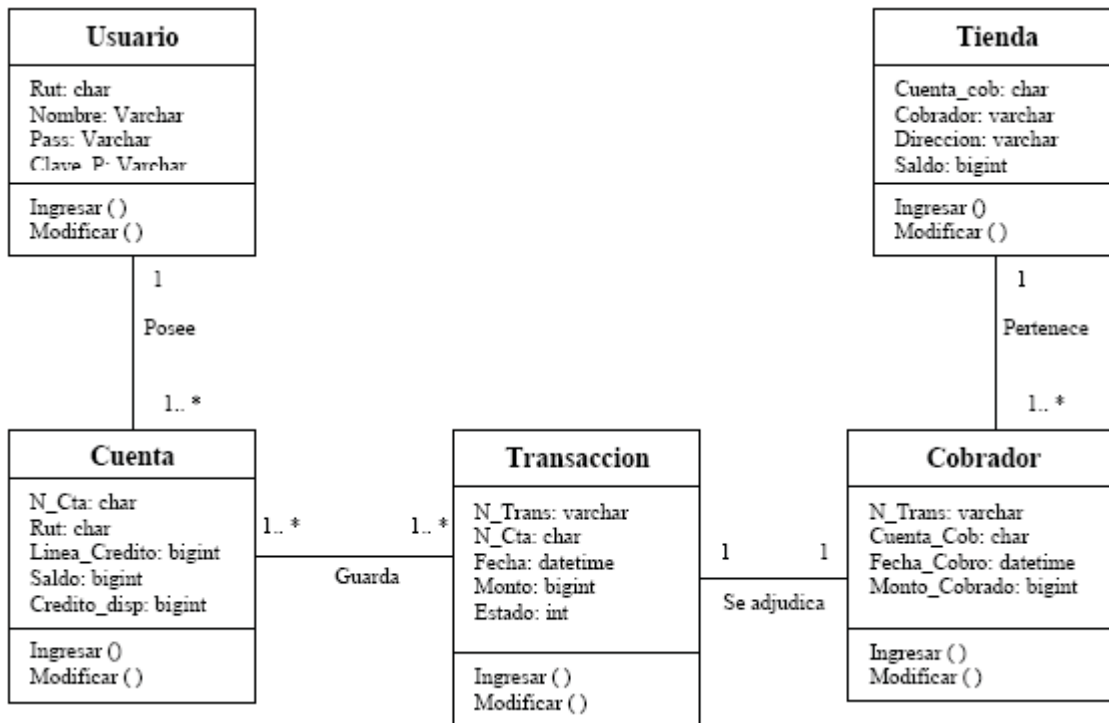 Usuario
Rut: char
Nombre: Varchar
Pass: Varchar
Clave_P: Varchar
Ingresar ( )
Modificar ( )
Tienda
Cuenta_cob: char
Cobrador: varchar
Direccion: varchar
Saldo: bigint
Ingresar ()
Modificar ( )
1
Posee
1.. *
1
Pertenece
1.. *
Cuenta
N_Cta: char
Rut: char
Linea_Credito: bigint
Saldo: bigint
Credito_disp: bigint
Ingresar ()
Modificar ( )
1.. *
1.. *
Guarda
Transaccion
N_Trans: varchar
N_Cta: char
Fecha: datetime
Monto: bigint
Estado: int
Ingresar ( )
Modificar ( )
1
1
Se adjudica
Cobrador
N_Trans: varchar
Cuenta_Cob: char
Fecha_Cobro: datetime
Monto_Cobrado: bigint
Ingresar ( )
Modificar ( )